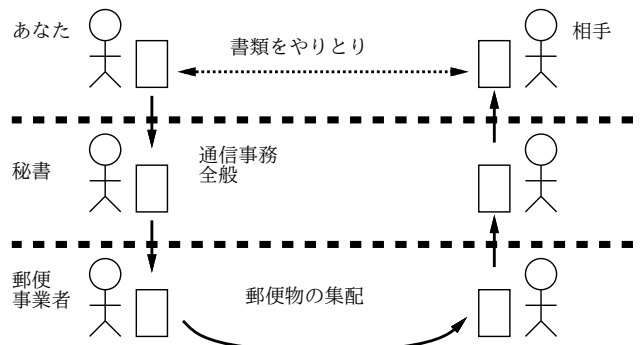 あなた
書類をやりとり
相手
秘書
通信事務
全般
郵便
事業者
郵便物の集配